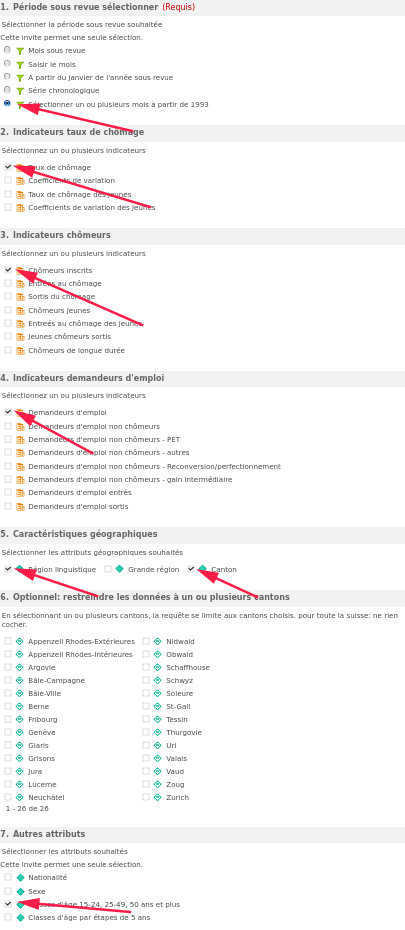 1. Période sous revue sélectionner (Requis)
Sélectionner la période sous revue souhaitée
Cette invite permet une seule sélection.
Mois sous revue
Saisir le mois
A partir du janvier de l'année sous revue
Série chronologique
Sélectionner un ou plusieurs mois à partir de 1993
2. Indicateurs taux de chômage
Sélectionnez un ou plusieurs indicateurs
Taux de chômage
Coefficients de variation
Taux de chômage des jeunes
Coefficients de variation des jeunes
3. Indicateurs chômeurs
Sélectionnez un ou plusieurs indicateurs
Chômeurs inscrits
Entrées au chômage
Sortis du chômage
Chômeurs jeunes
Entreés au chômage des jeunes
Jeunes chômeurs sortis
Chômeurs de longue durée
4. Indicateurs demandeurs d'emploi
Sélectionnez un ou plusieurs indicateurs
Demandeurs d'emploi
Demandeurs d'emploi non chômeurs
Demandeurs d'emploi non chômeurs - PET
Demandeurs d'emploi non chômeurs - autres
Demandeurs d'emploi non chômeurs - Reconversion/perfectionnement
Demandeurs d'emploi non chômeurs - gain intérmédiaire
Demandeurs d'emploi entrés
Demandeurs d'emploi sortis
5. Caractéristiques géographiques
Sélectionner les attributs géographiques souhaités
Région linguistique Grande région Canton
6. Optionnel: restreindre les données à un ou plusieurs cantons
En sélectionnant un ou plusieurs cantons, la requête se limite aux cantons choisis. pour toute la suisse: ne rien
cocher.
Appenzell Rhodes-Extérieures Nidwald
Appenzell Rhodes-Intérieures Obwald
Argovie Schaffhouse
Bâle-Campagne Schwyz
Bâle-Ville Soleure
Berne St-Gall
Fribourg Tessin
Genève Thurgovie
Glaris Uri
Grisons Valais
Jura Vaud
Lucerne Zoug
Neuchâtel Zurich
1 - 26 de 26
7. Autres attributs
Sélectionner les attributs souhaités
Cette invite permet une seule sélection.
Nationalité
Sexe
Classes d'âge 15-24, 25-49, 50 ans et plus
Classes d'âge par étapes de 5 ans